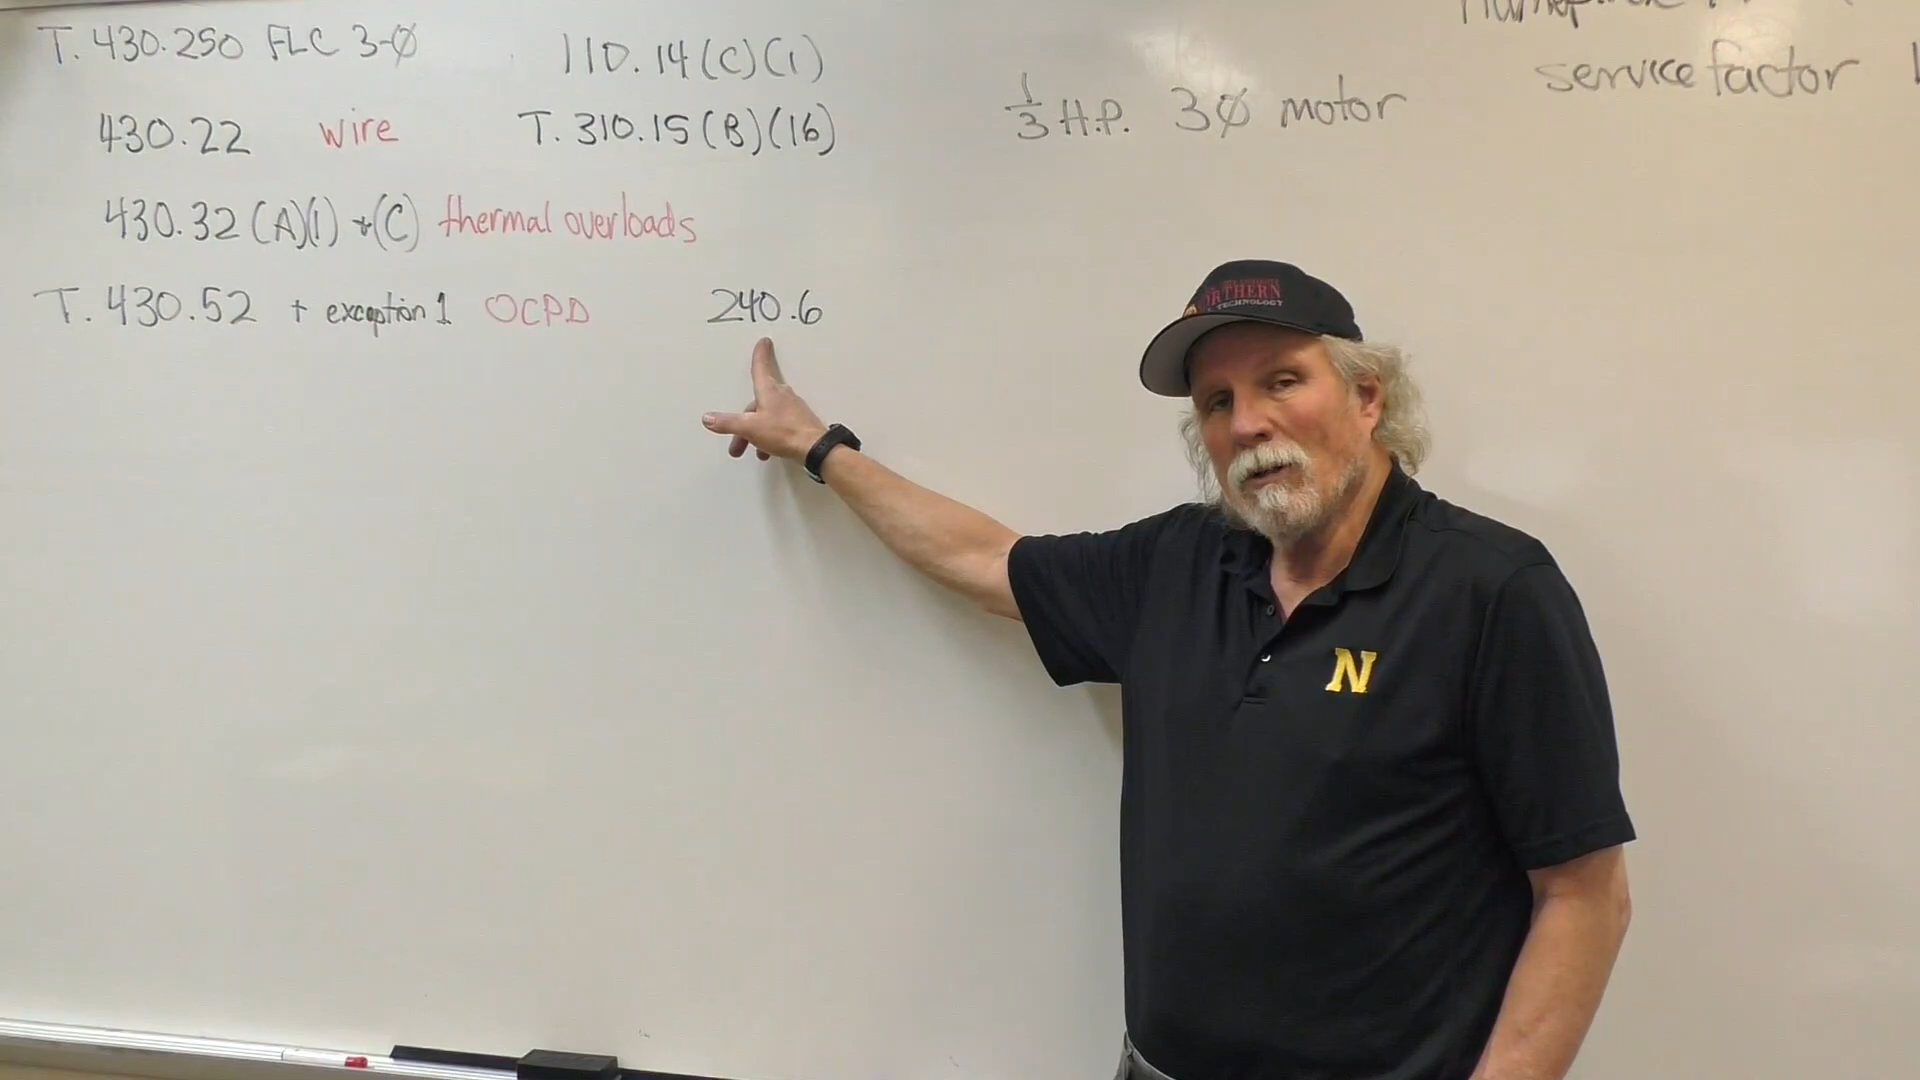 T. 430.250 FLC 3-Ø
110.14(C)(1)
430.22 wire
T. 310.15(B)(16)
430.32(A)(1) +(C) thermal overloads
T. 430.52 + exception 1 OCPD
240.6
service factor
1/3 H.P. 3Ø motor
NORTHERN
TECHNOLOGY
N